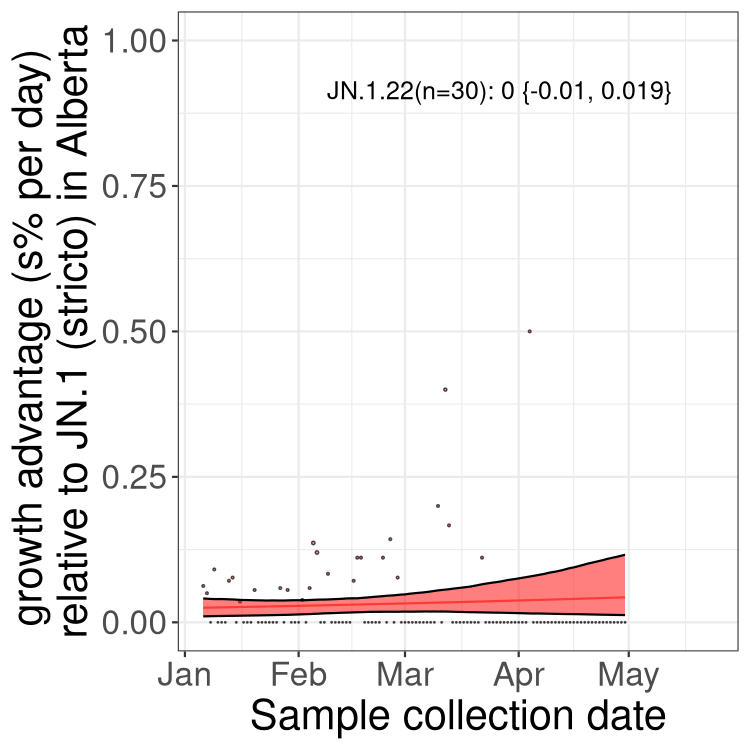 growth advantage (s% per day)
relative to JN.1 (stricto) in Alberta
1.00
0.75
0.50
0.25
0.00
JN.1.22(n=30): 0 {-0.01, 0.019}
Jan Feb Mar Apr May
Sample collection date